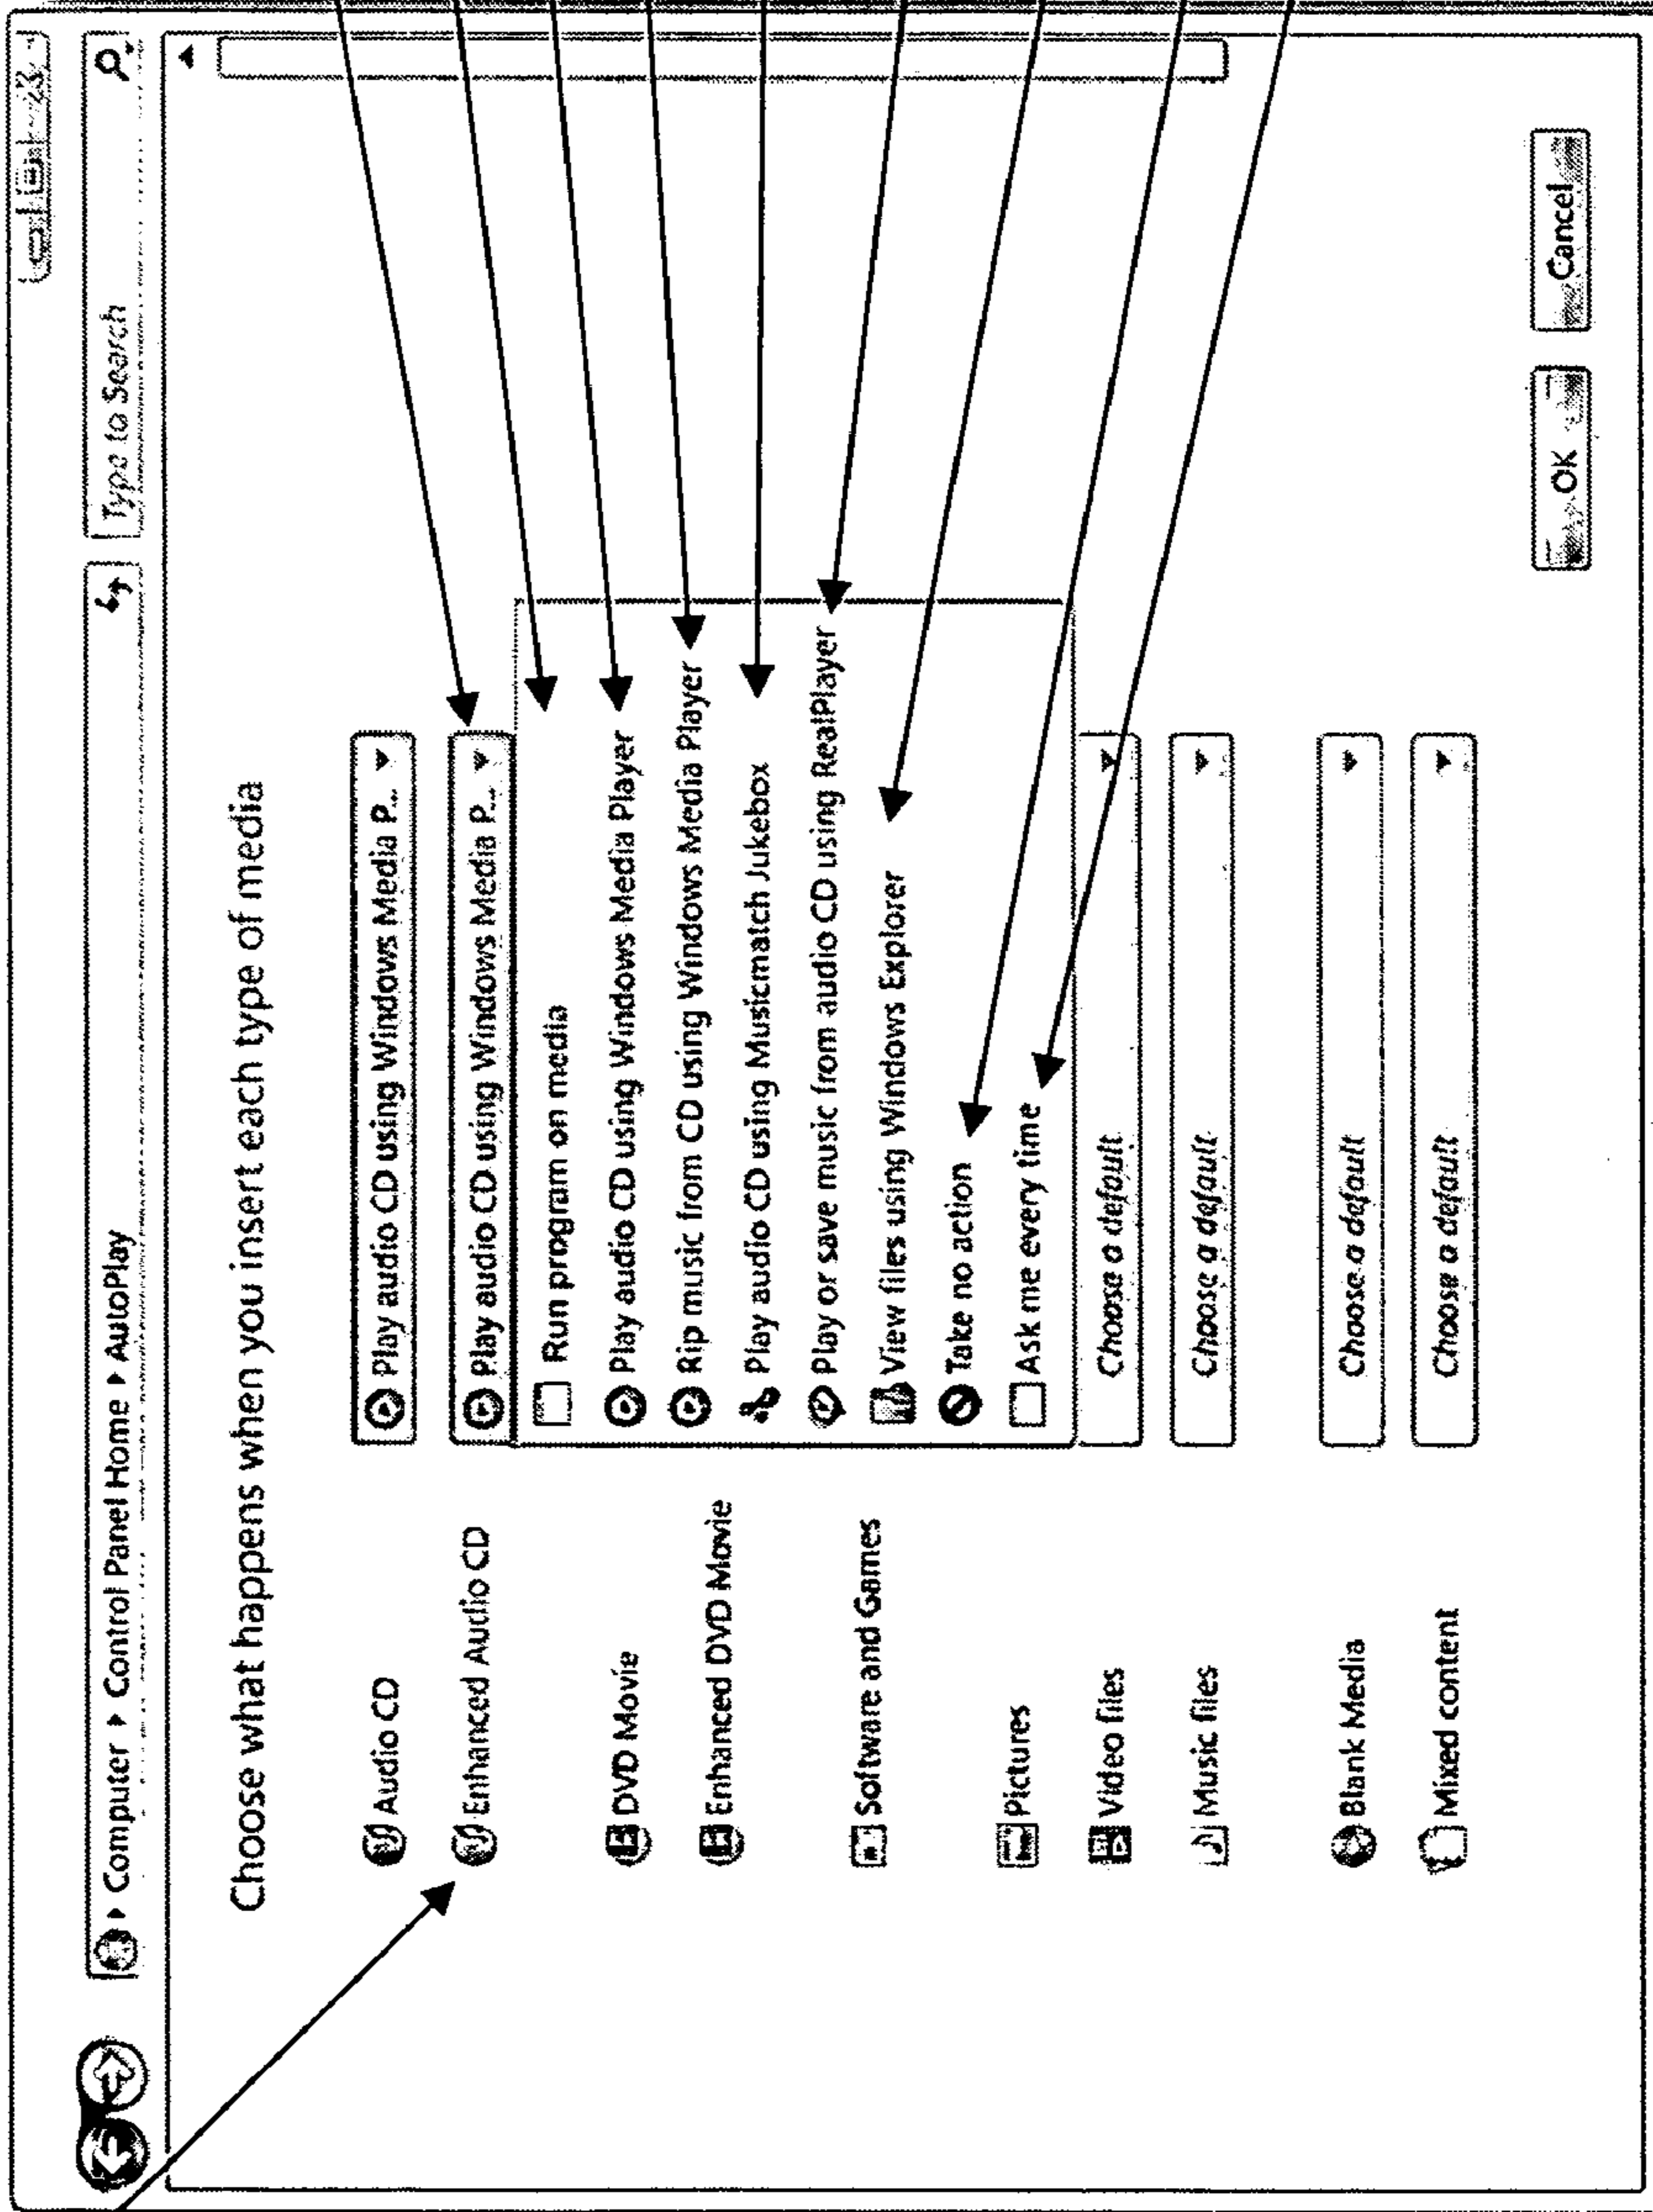 Computer ▸ Control Panel Home ▸ AutoPlay
Type to Search
Choose what happens when you insert each type of media
Audio CD
Play audio CD using Windows Media P...
Enhanced Audio CD
Play audio CD using Windows Media P...
Run program on media
Play audio CD using Windows Media Player
Rip music from CD using Windows Media Player
Play audio CD using Musicmatch Jukebox
Play or save music from audio CD using RealPlayer
View files using Windows Explorer
Take no action
Ask me every time
DVD Movie
Enhanced DVD Movie
Software and Games
Pictures
Video files
Choose a default
Music files
Choose a default
Blank Media
Choose a default
Mixed content
Choose a default
OK
Cancel